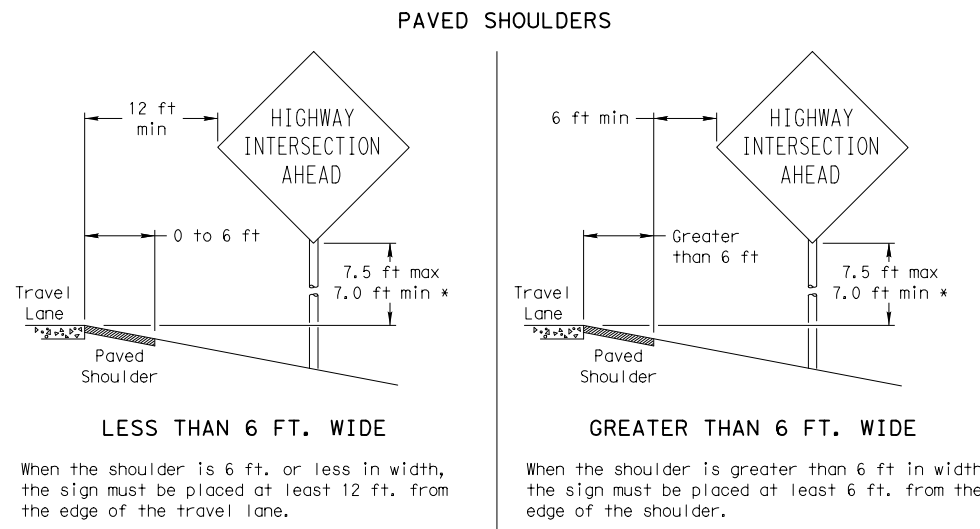 PAVED SHOULDERS
12 ft
min
HIGHWAY
INTERSECTION
AHEAD
0 to 6 ft
7.5 ft max
7.0 ft min *
Travel
Lane
Paved
Shoulder
LESS THAN 6 FT. WIDE
When the shoulder is 6 ft. or less in width,
the sign must be placed at least 12 ft. from
the edge of the travel lane.
6 ft min
HIGHWAY
INTERSECTION
AHEAD
Greater
than 6 ft
7.5 ft max
7.0 ft min *
Travel
Lane
Paved
Shoulder
GREATER THAN 6 FT. WIDE
When the shoulder is greater than 6 ft in width
the sign must be placed at least 6 ft. from the
edge of the shoulder.